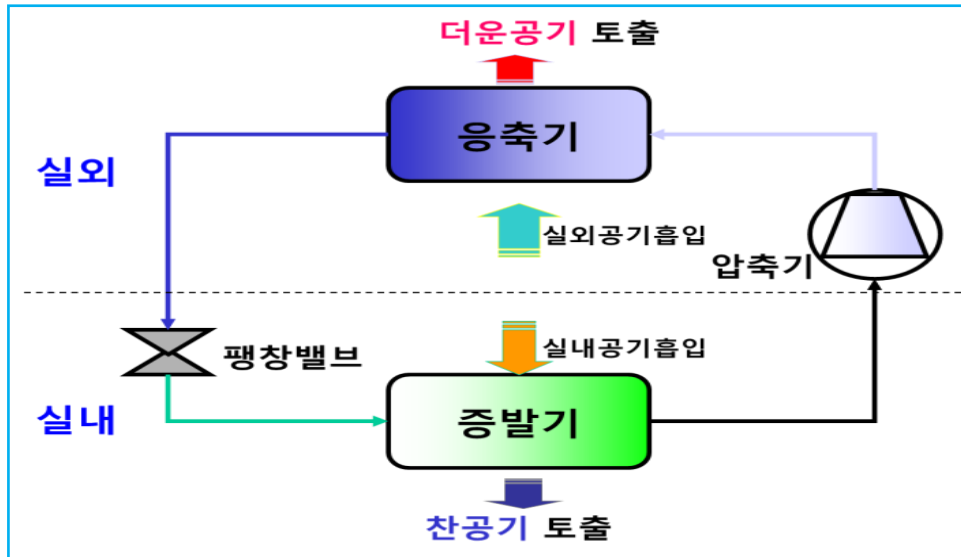 더운공기 토출
응축기
실외
실외공기흡입
압축기
실내공기흡입
팽창밸브
실내
증발기
찬공기 토출